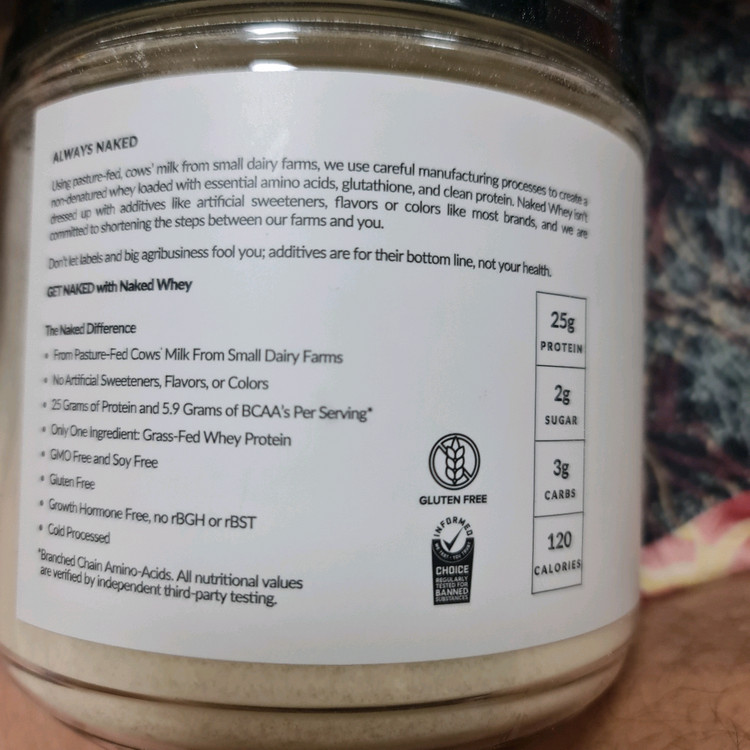 ALWAYS NAKED
Using pasture-fed, cows' milk from small dairy farms, we use careful manufacturing processes to create a
non-denatured whey loaded with essential amino acids, glutathione, and clean protein. Naked Whey isn't
dressed up with additives like artificial sweeteners, flavors or colors like most brands, and we are
committed to shortening the steps between our farms and you.
Don't let labels and big agribusiness fool you; additives are for their bottom line, not your health.
GET NAKED with Naked Whey
The Naked Difference
• From Pasture-Fed Cows' Milk From Small Dairy Farms
• No Artificial Sweeteners, Flavors, or Colors
• 25 Grams of Protein and 5.9 Grams of BCAA's Per Serving*
• Only One Ingredient: Grass-Fed Whey Protein
• GMO Free and Soy Free
• Gluten Free
• Growth Hormone Free, no rBGH or rBST
• Cold Processed
*Branched Chain Amino-Acids. All nutritional values
are verified by independent third-party testing.
GLUTEN FREE
INFORMED
WE TEST • YOU TRUST
CHOICE
REGULARLY
TESTED FOR
BANNED
SUBSTANCES
25g
PROTEIN
2g
SUGAR
3g
CARBS
120
CALORIES